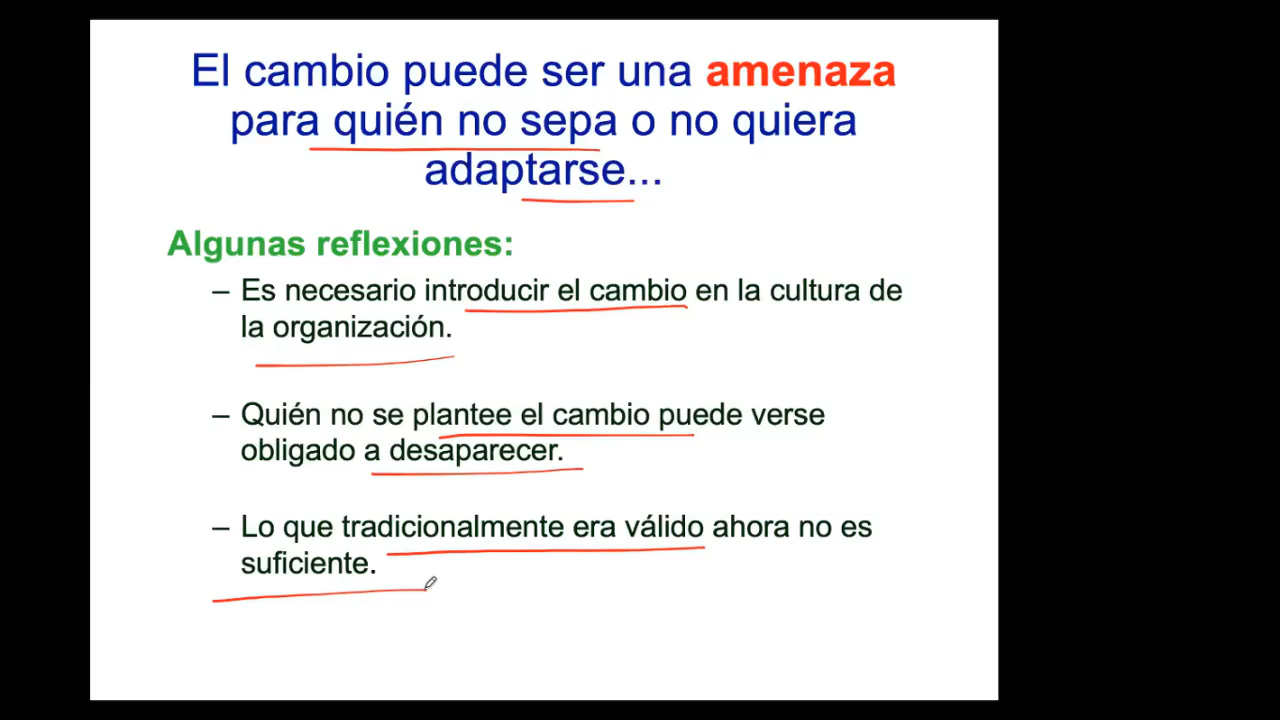 El cambio puede ser una amenaza
para quién no sepa o no quiera
adaptarse...
Algunas reflexiones:
– Es necesario introducir el cambio en la cultura de
la organización.
– Quién no se plantee el cambio puede verse
obligado a desaparecer.
– Lo que tradicionalmente era válido ahora no es
suficiente.